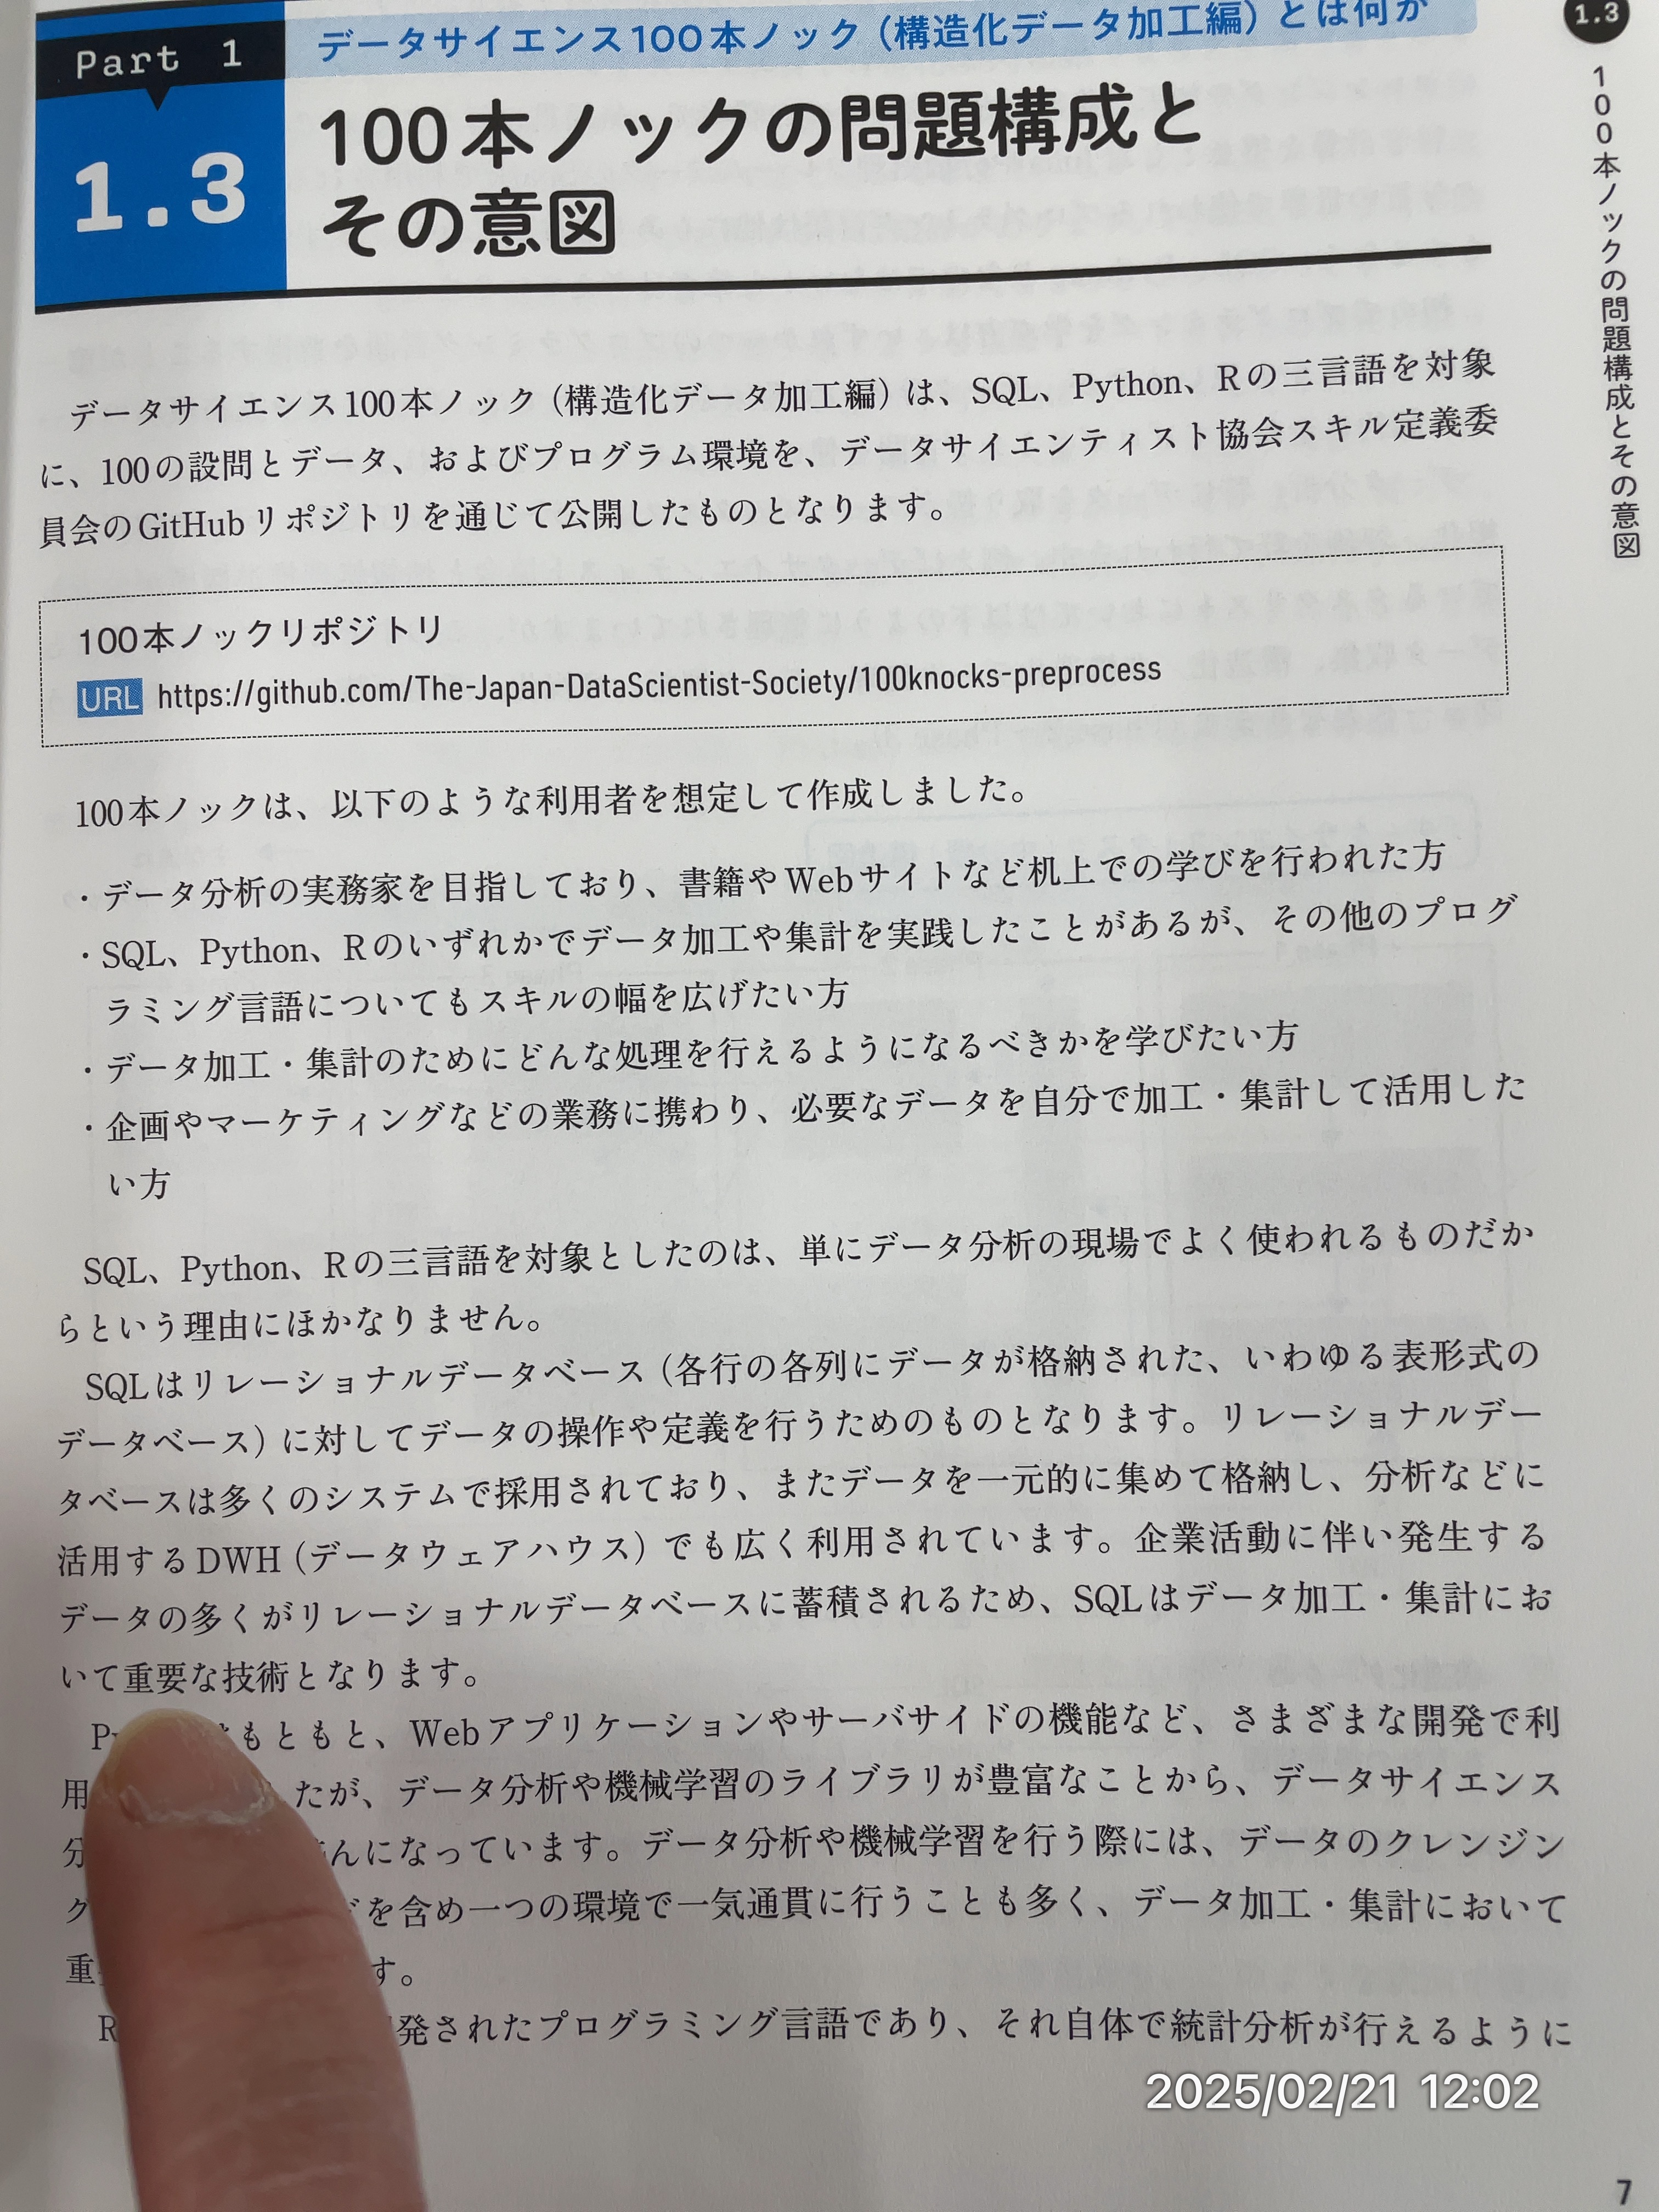 Part 1
データサイエンス100本ノック（構造化データ加工編）とは何か
1.3
100本ノックの問題構成と
その意図
1.3
100本ノックの問題構成とその意図
データサイエンス100本ノック（構造化データ加工編）は、SQL、Python、Rの三言語を対象
に、100の設問とデータ、およびプログラム環境を、データサイエンティスト協会スキル定義委
員会のGitHubリポジトリを通じて公開したものとなります。
100本ノックリポジトリ
URL https://github.com/The-Japan-DataScientist-Society/100knocks-preprocess
100本ノックは、以下のような利用者を想定して作成しました。
・データ分析の実務家を目指しており、書籍やWebサイトなど机上での学びを行われた方
・SQL、Python、Rのいずれかでデータ加工や集計を実践したことがあるが、その他のプログ
ラミング言語についてもスキルの幅を広げたい方
・データ加工・集計のためにどんな処理を行えるようになるべきかを学びたい方
・企画やマーケティングなどの業務に携わり、必要なデータを自分で加工・集計して活用した
い方
SQL、Python、Rの三言語を対象としたのは、単にデータ分析の現場でよく使われるものだか
らという理由にほかなりません。
SQLはリレーショナルデータベース（各行の各列にデータが格納された、いわゆる表形式の
データベース）に対してデータの操作や定義を行うためのものとなります。リレーショナルデー
タベースは多くのシステムで採用されており、またデータを一元的に集めて格納し、分析などに
活用するDWH（データウェアハウス）でも広く利用されています。企業活動に伴い発生する
データの多くがリレーショナルデータベースに蓄積されるため、SQLはデータ加工・集計にお
いて重要な技術となります。
もともと、Webアプリケーションやサーバサイドの機能など、さまざまな開発で利
用 たが、データ分析や機械学習のライブラリが豊富なことから、データサイエンス
分 んになっています。データ分析や機械学習を行う際には、データのクレンジン
グ を含め一つの環境で一気通貫に行うことも多く、データ加工・集計において
重 す。
R 発されたプログラミング言語であり、それ自体で統計分析が行えるように
2025/02/21 12:02
7